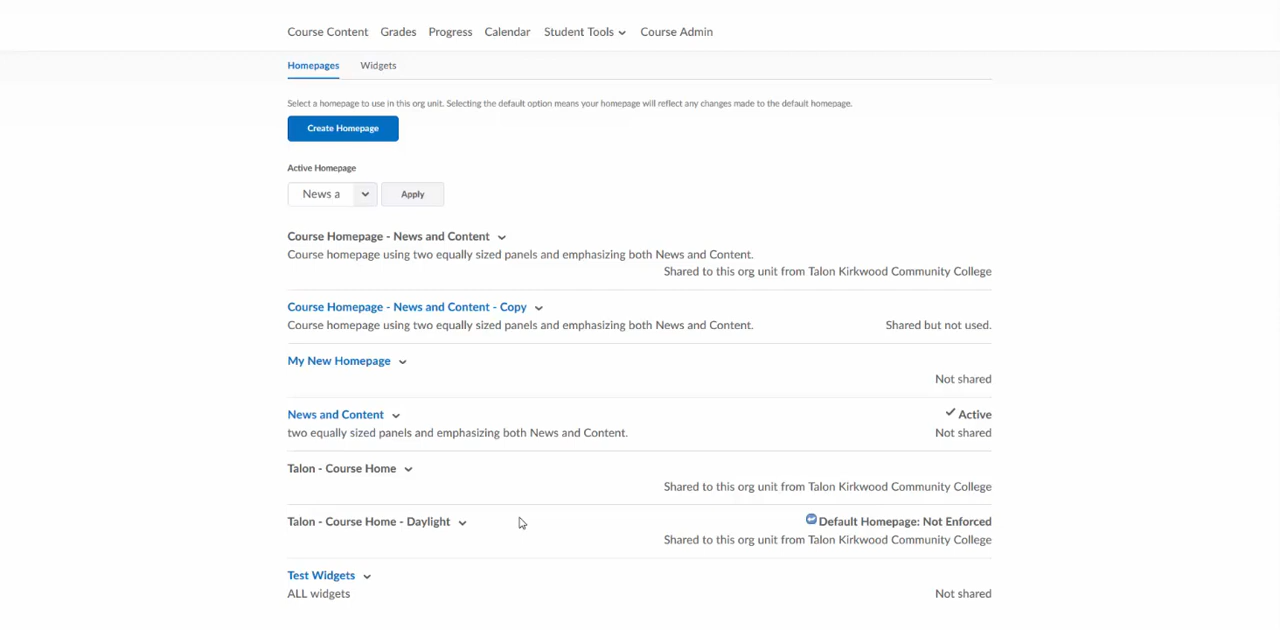 Course Content Grades Progress Calendar Student Tools Course Admin
Homepages Widgets
Select a homepage to use in this org unit. Selecting the default option means your homepage will reflect any changes made to the default homepage.
Create Homepage
Active Homepage
News a Apply
Course Homepage - News and Content
Course homepage using two equally sized panels and emphasizing both News and Content.
Shared to this org unit from Talon Kirkwood Community College
Course Homepage - News and Content - Copy
Course homepage using two equally sized panels and emphasizing both News and Content. Shared but not used.
My New Homepage
Not shared
News and Content Active
two equally sized panels and emphasizing both News and Content. Not shared
Talon - Course Home
Shared to this org unit from Talon Kirkwood Community College
Talon - Course Home - Daylight Default Homepage: Not Enforced
Shared to this org unit from Talon Kirkwood Community College
Test Widgets
ALL widgets Not shared